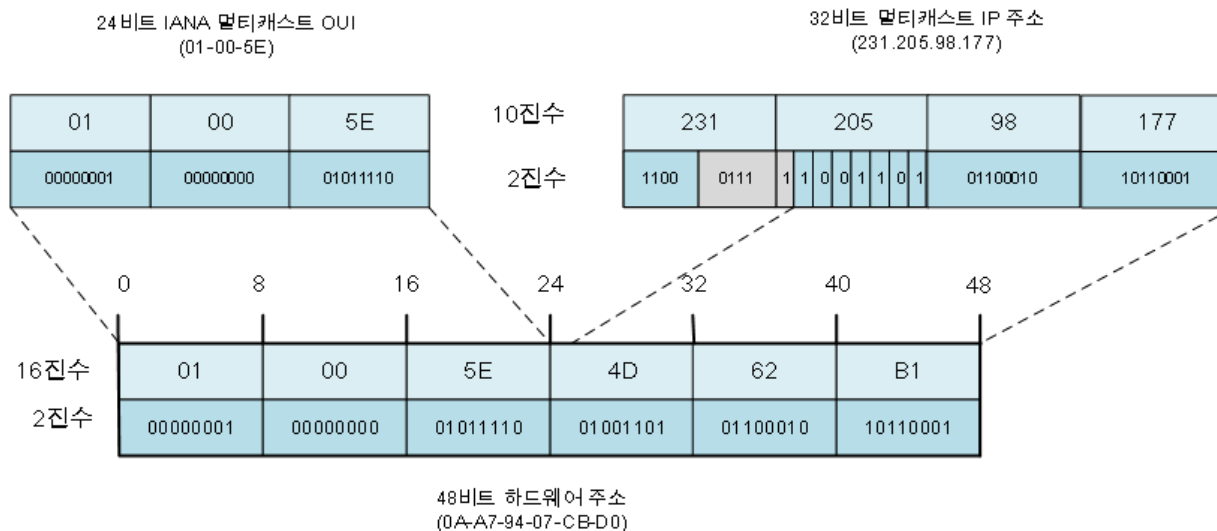 24비트 IANA 멀티캐스트 OUI
(01-00-5E)
32비트 멀티캐스트 IP 주소
(231.205.98.177)
01 00 5E
10진수 231 205 98 177
00000001 00000000 01011110
2진수 1100 0111 1 1 0 0 1 1 0 1 01100010 10110001
0 8 16 24 32 40 48
16진수 01 00 5E 4D 62 B1
2진수 00000001 00000000 01011110 01001101 01100010 10110001
48비트 하드웨어 주소
(0A-A7-94-07-CB-D0)